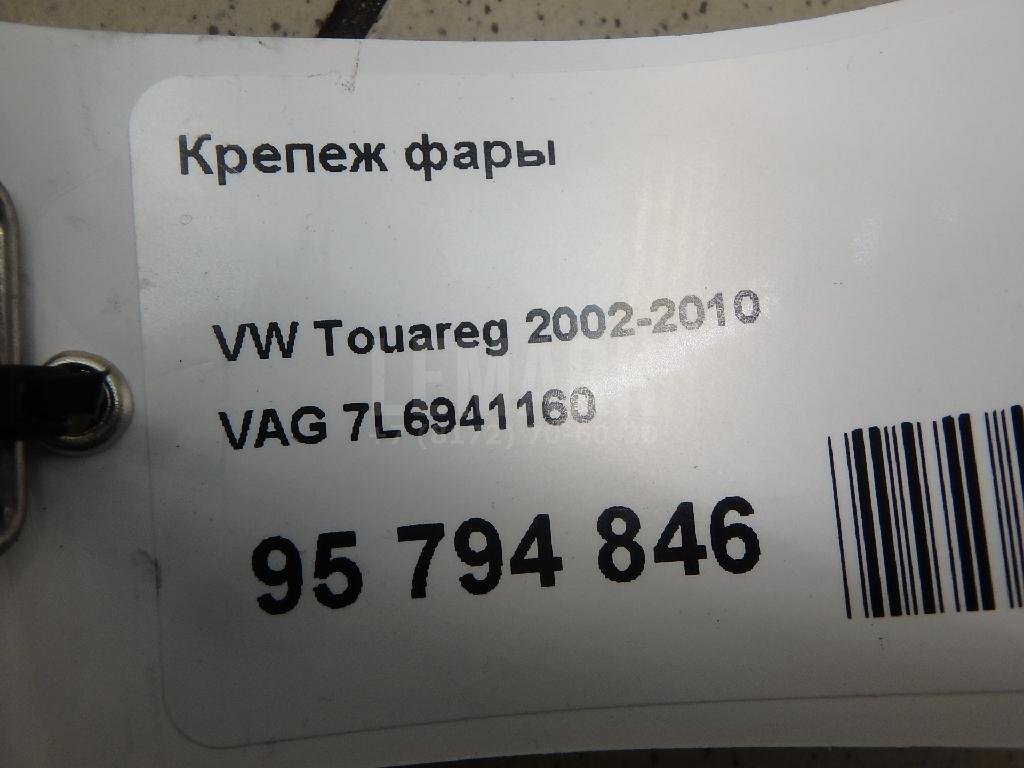 Крепеж фары
VW Touareg 2002-2010
VAG 7L6941160
95 794 846